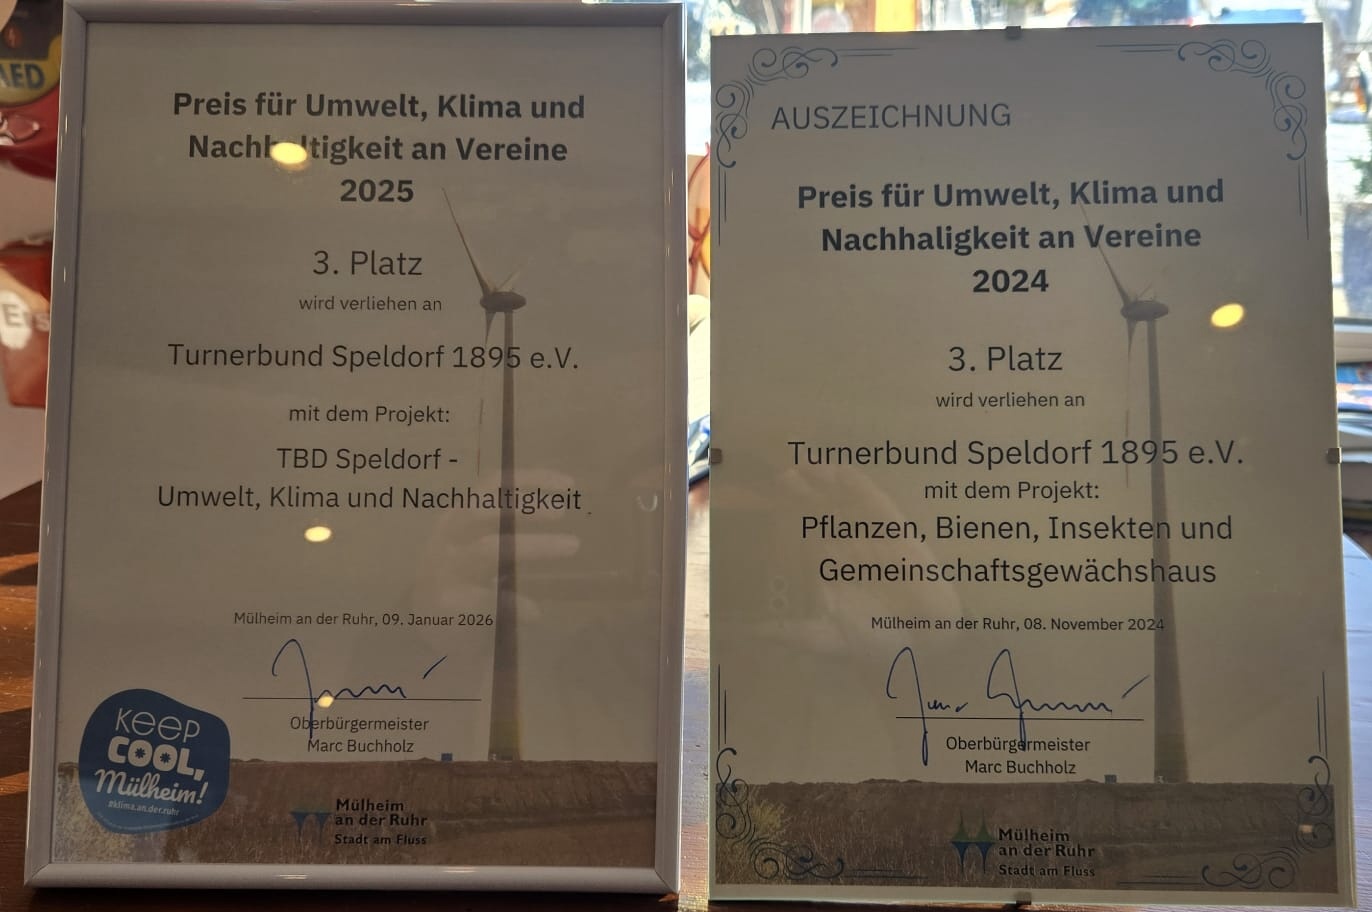 Preis für Umwelt, Klima und
Nachhaltigkeit an Vereine
2025
3. Platz
wird verliehen an
Turnerbund Speldorf 1895 e.V.
mit dem Projekt:
TBD Speldorf -
Umwelt, Klima und Nachhaltigkeit
Mülheim an der Ruhr, 09. Januar 2026
Oberbürgermeister
Marc Buchholz
KEEP
COOL,
Mülheim!
#klima.an.der.ruhr
Mülheim
an der Ruhr
Stadt am Fluss
AUSZEICHNUNG
Preis für Umwelt, Klima und
Nachhaligkeit an Vereine
2024
3. Platz
wird verliehen an
Turnerbund Speldorf 1895 e.V.
mit dem Projekt:
Pflanzen, Bienen, Insekten und
Gemeinschaftsgewächshaus
Mülheim an der Ruhr, 08. November 2024
Oberbürgermeister
Marc Buchholz
Mülheim
an der Ruhr
Stadt am Fluss